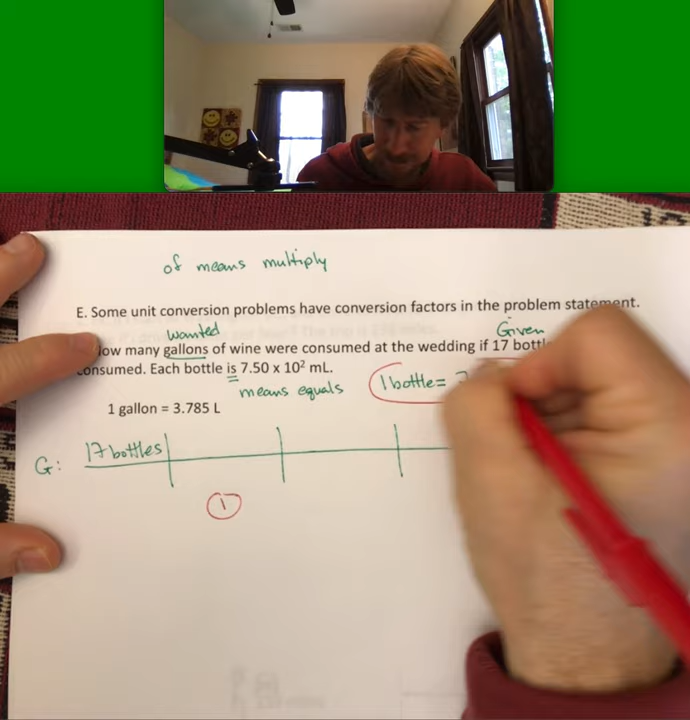 of means multiply
E. Some unit conversion problems have conversion factors in the problem statement.
wanted Given
How many gallons of wine were consumed at the wedding if 17 bottl
consumed. Each bottle is 7.50 x 10² mL.
means equals 1 bottle =
1 gallon = 3.785 L
G: 17 bottles
1